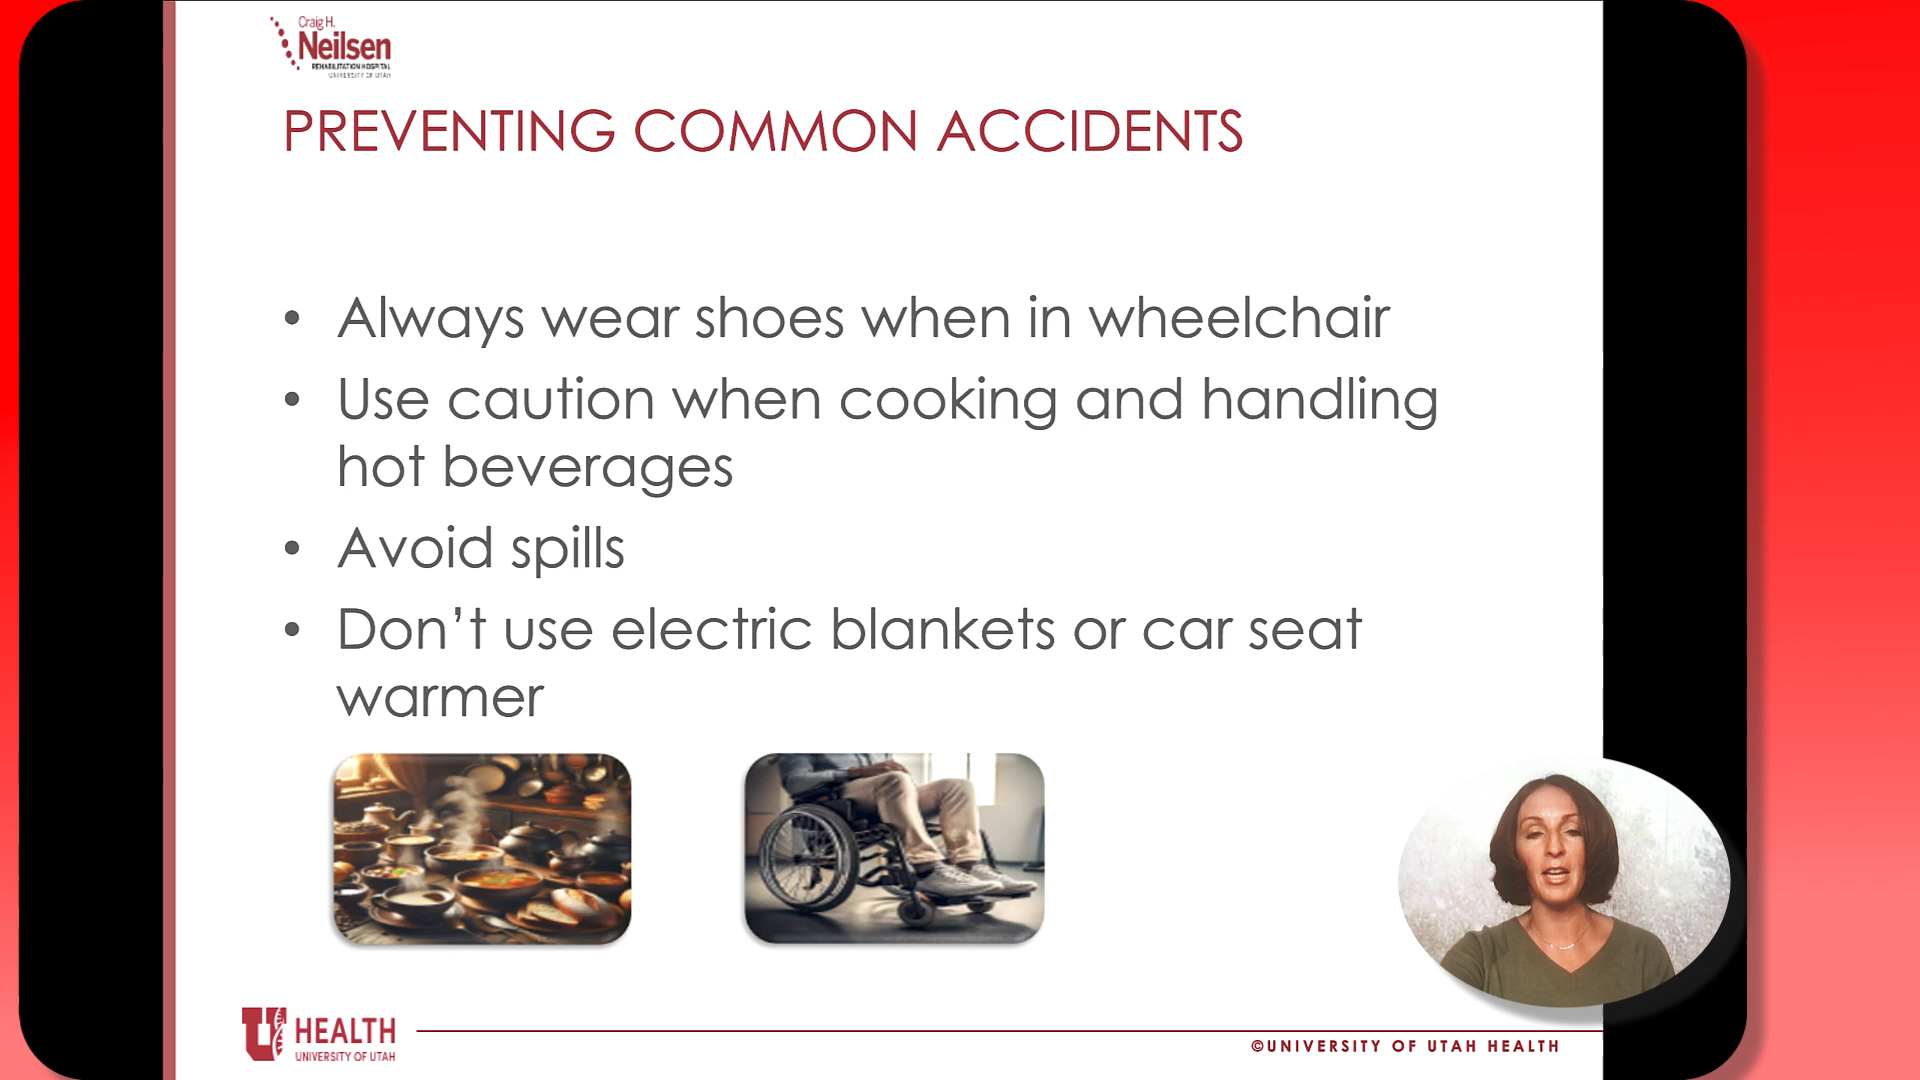 Craig H.
Neilsen
REHABILITATION HOSPITAL
UNIVERSITY OF UTAH
PREVENTING COMMON ACCIDENTS
• Always wear shoes when in wheelchair
• Use caution when cooking and handling
hot beverages
• Avoid spills
• Don’t use electric blankets or car seat
warmer
U HEALTH
UNIVERSITY OF UTAH
©UNIVERSITY OF UTAH HEALTH